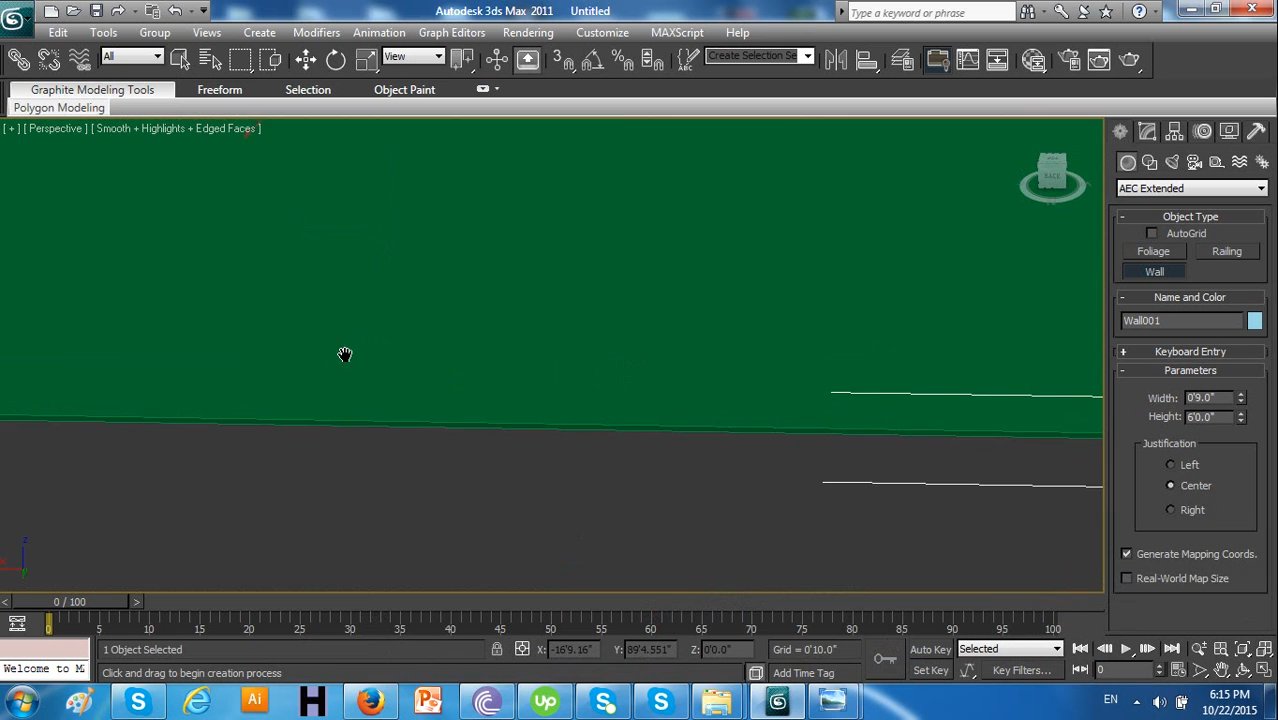 Autodesk 3ds Max 2011 Untitled
Type a keyword or phrase
Edit Tools Group Views Create Modifiers Animation Graph Editors Rendering Customize MAXScript Help
All View 3 Create Selection Se
Graphite Modeling Tools Freeform Selection Object Paint
Polygon Modeling
[ + ] [ Perspective ] [ Smooth + Highlights + Edged Faces ]
BACK
AEC Extended
- Object Type
AutoGrid
Foliage Railing
Wall
- Name and Color
Wall001
+ Keyboard Entry
- Parameters
Width: 0'9.0"
Height: 6'0.0"
Justification
Left
Center
Right
Generate Mapping Coords.
Real-World Map Size
z
x
< 0 / 100 >
0 5 10 15 20 25 30 35 40 45 50 55 60 65 70 75 80 85 90 95 100
1 Object Selected X: -16'9.16" Y: 89'4.551" Z: 0'0.0" Grid = 0'10.0" Auto Key Selected
Welcome to M Click and drag to begin creation process Add Time Tag Set Key Key Filters... 0
Ai H Up EN 6:15 PM
10/22/2015